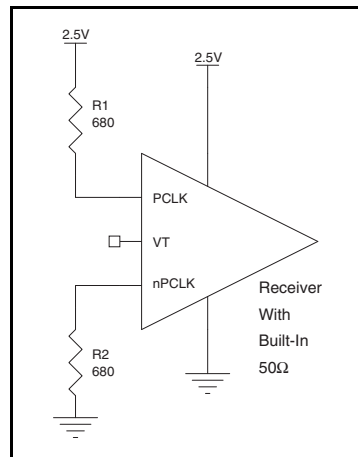 2.5V
2.5V
R1
680
PCLK
VT
nPCLK
Receiver
With
Built-In
50Ω
R2
680